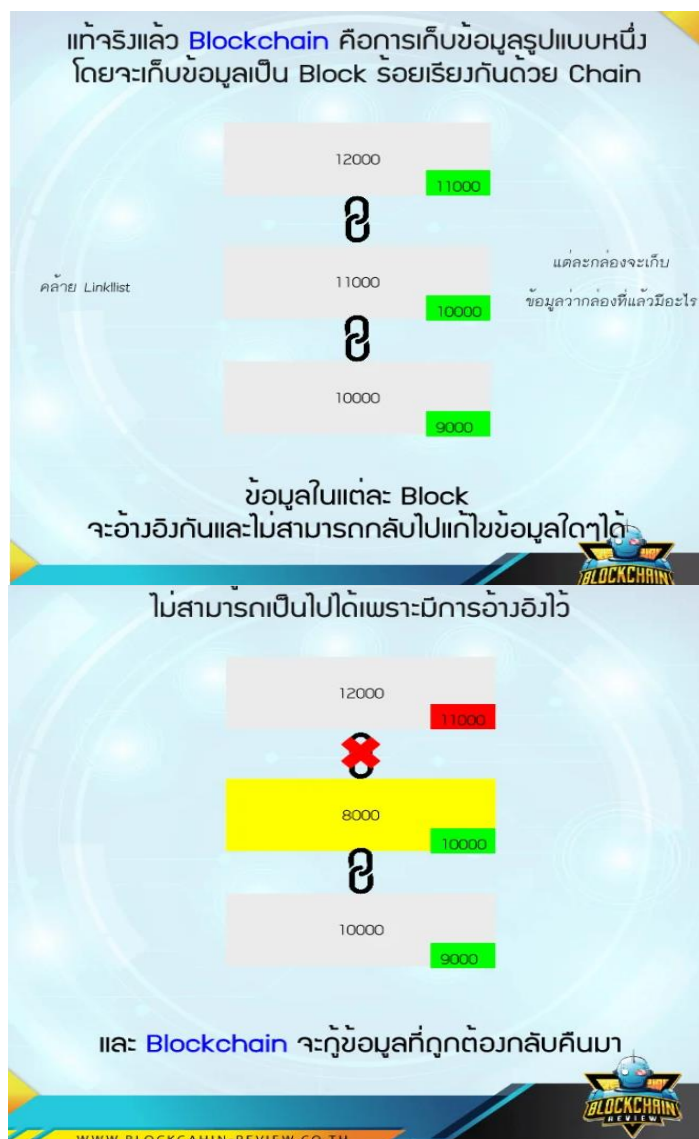 แท้จริงแล้ว Blockchain คือการเก็บข้อมูลรูปแบบหนึ่ง
โดยจะเก็บข้อมูลเป็น Block ร้อยเรียงกันด้วย Chain
12000
11000
คล้าย Linkllist
11000
10000
แต่ละกล่องจะเก็บ
ข้อมูลว่ากล่องที่แล้วมีอะไร
10000
9000
ข้อมูลในแต่ละ Block
จะอ้างอิงกันและไม่สามารถกลับไปแก้ไขข้อมูลใดๆได้
BLOCKCHAIN
ไม่สามารถเป็นไปได้เพราะมีการอ้างอิงไว้
12000
11000
8000
10000
10000
9000
และ Blockchain จะกู้ข้อมูลที่ถูกต้องกลับคืนมา
BLOCKCHAIN
REVIEW
WWW.BLOCKCAHIN-REVIEW.CO.TH